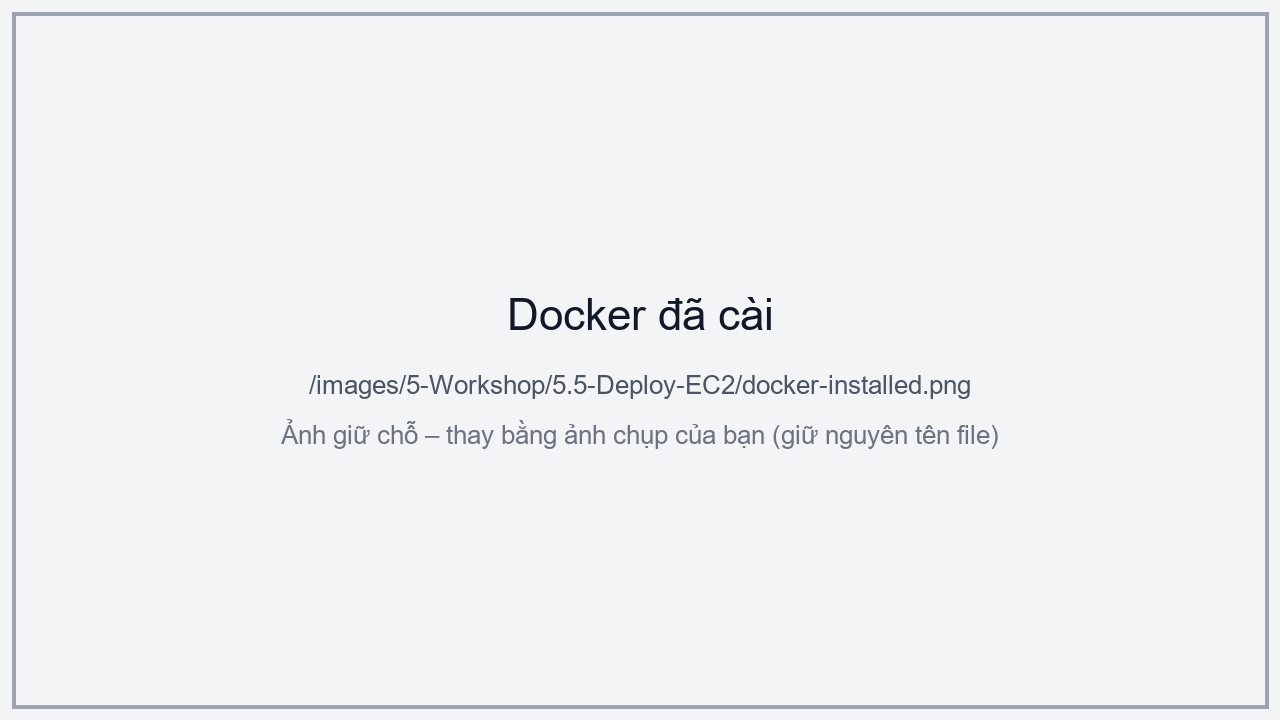 Docker đã cài
/images/5-Workshop/5.5-Deploy-EC2/docker-installed.png
Ảnh giữ chỗ – thay bằng ảnh chụp của bạn (giữ nguyên tên file)